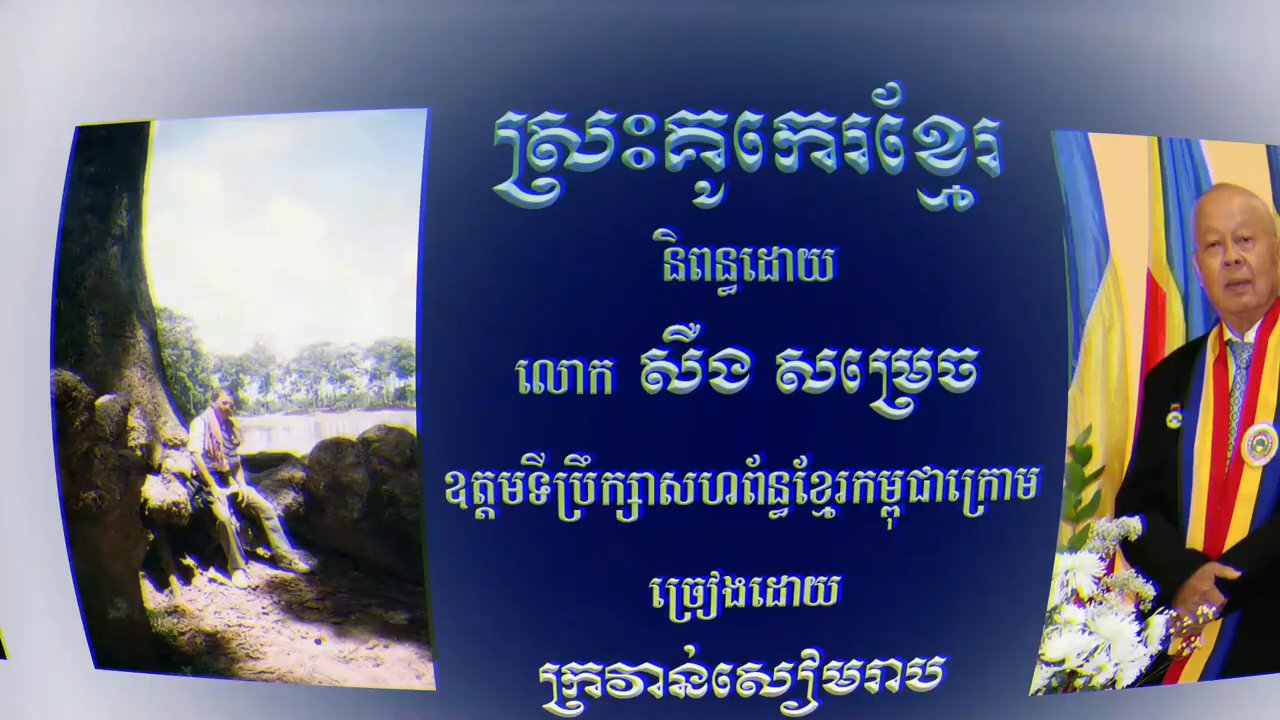 ស្រះគូកេរខ្មែរ
និពន្ធដោយ
លោក សឺង សម្រេច
ឧត្តមទីប្រឹក្សាសហព័ន្ធខ្មែរកម្ពុជាក្រោម
ច្រៀងដោយ
ក្រវាន់សៀមរាប